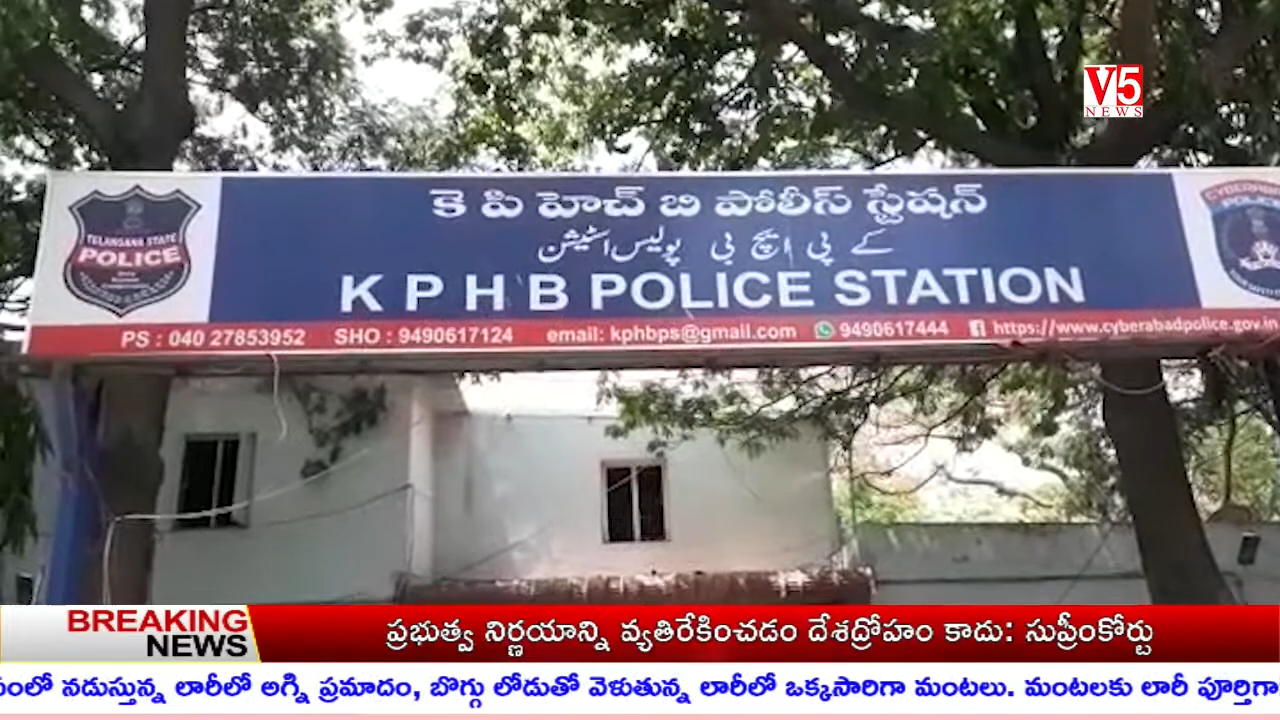 V5
NEWS
కె పి హెచ్ బి పోలీస్ స్టేషన్
کے پی ایچ بی پولیس اسٹیشن
K P H B POLICE STATION
TELANGANA STATE
POLICE
CYBERABAD
POLICE
PS : 040 27853952 SHO : 9490617124 email: kphbps@gmail.com 9490617444 https://www.cyberabadpolice.gov.in
BREAKING
NEWS
ప్రభుత్వ నిర్ణయాన్ని వ్యతిరేకించడం దేశద్రోహం కాదు: సుప్రీంకోర్టు
నడుస్తున్న లారీలో అగ్ని ప్రమాదం, బొగ్గు లోడుతో వెళుతున్న లారీలో ఒక్కసారిగా మంటలు. మంటలకు లారీ పూర్తిగా